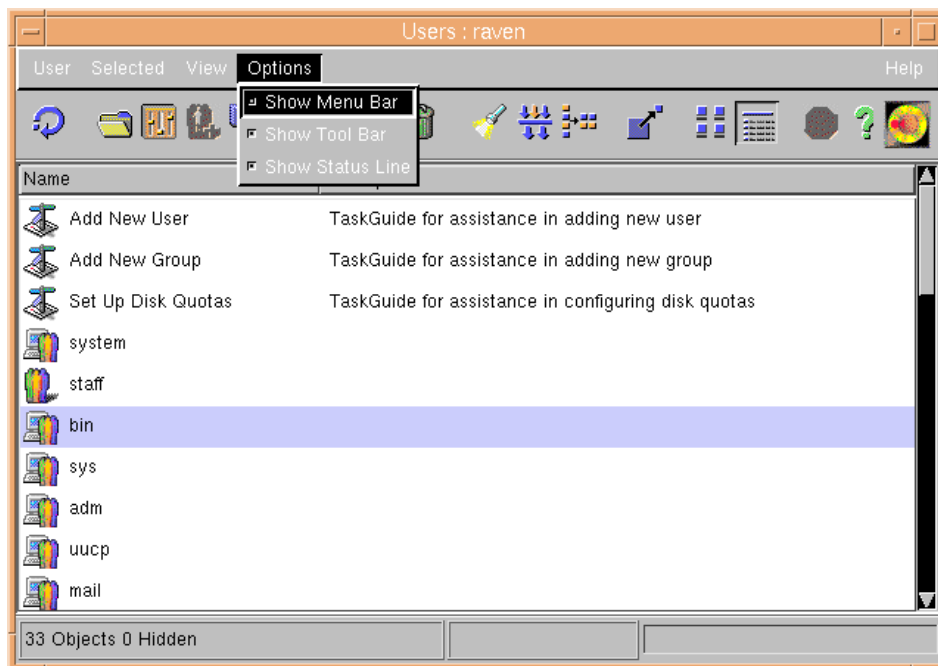 Users : raven
User Selected View Options Help
Show Menu Bar
Show Tool Bar
Show Status Line
Name
Add New User TaskGuide for assistance in adding new user
Add New Group TaskGuide for assistance in adding new group
Set Up Disk Quotas TaskGuide for assistance in configuring disk quotas
system
staff
bin
sys
adm
uucp
mail
33 Objects 0 Hidden